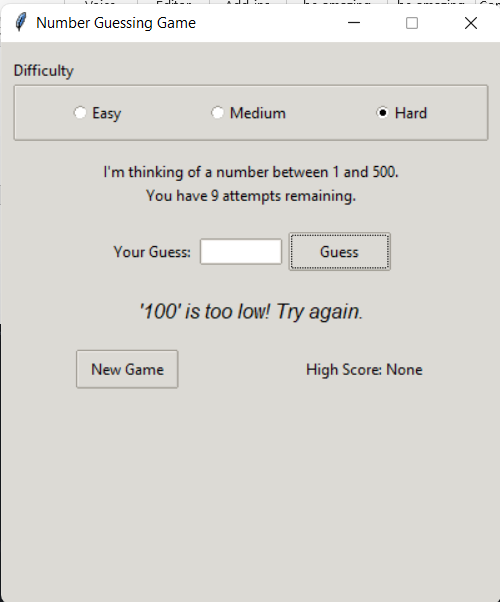 Number Guessing Game
Difficulty
Easy Medium Hard
I'm thinking of a number between 1 and 500.
You have 9 attempts remaining.
Your Guess: Guess
'100' is too low! Try again.
New Game High Score: None